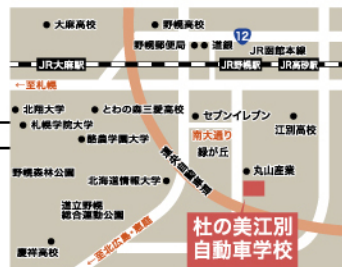 大麻高校
野幌高校
野幌郵便局
道銀
12
JR函館本線
JR大麻駅
JR野幌駅
JR高砂駅
←至札幌
北翔大学
とわの森三愛高校
セブンイレブン
札幌学院大学
江別高校
酪農学園大学
南大通り
緑が丘
道央自動車道
野幌森林公園
北海道情報大学
丸山産業
道立野幌
総合運動公園
杜の美江別
自動車学校
慶祥高校
←至北広島・恵庭